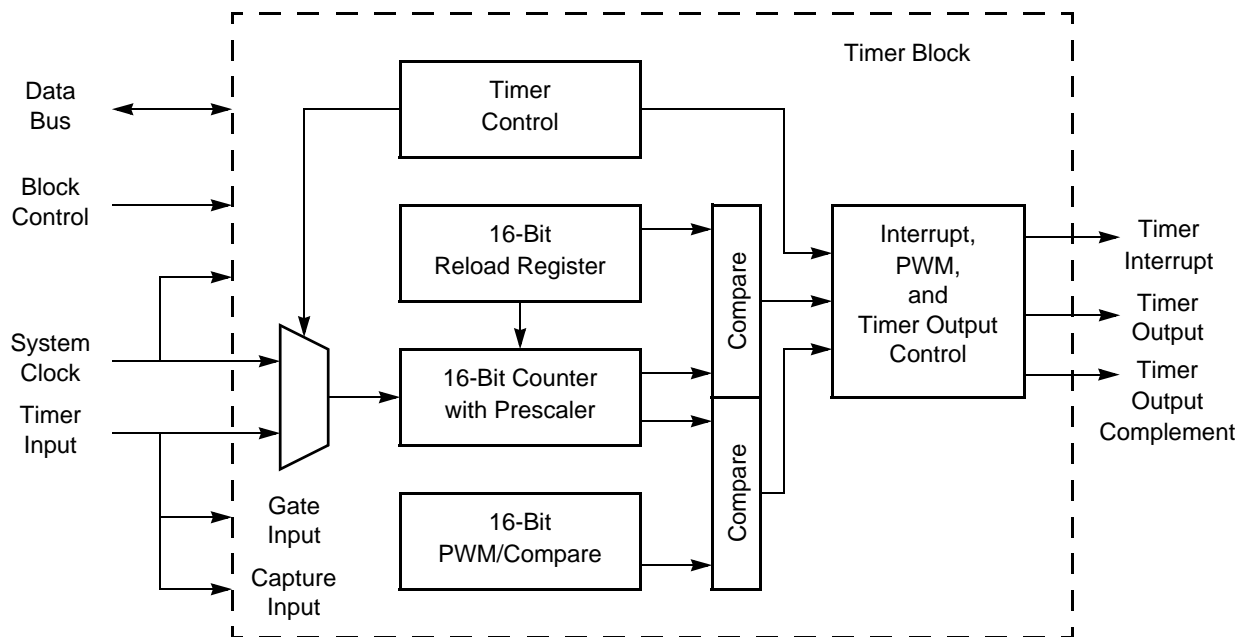 Timer Block
Data
Bus
Timer
Control
Block
Control
16-Bit
Reload Register
Compare
Interrupt,
PWM,
and
Timer Output
Control
Timer
Interrupt
Timer
Output
Timer
Output
Complement
System
Clock
16-Bit Counter
with Prescaler
Timer
Input
Compare
Gate
Input
16-Bit
PWM/Compare
Capture
Input